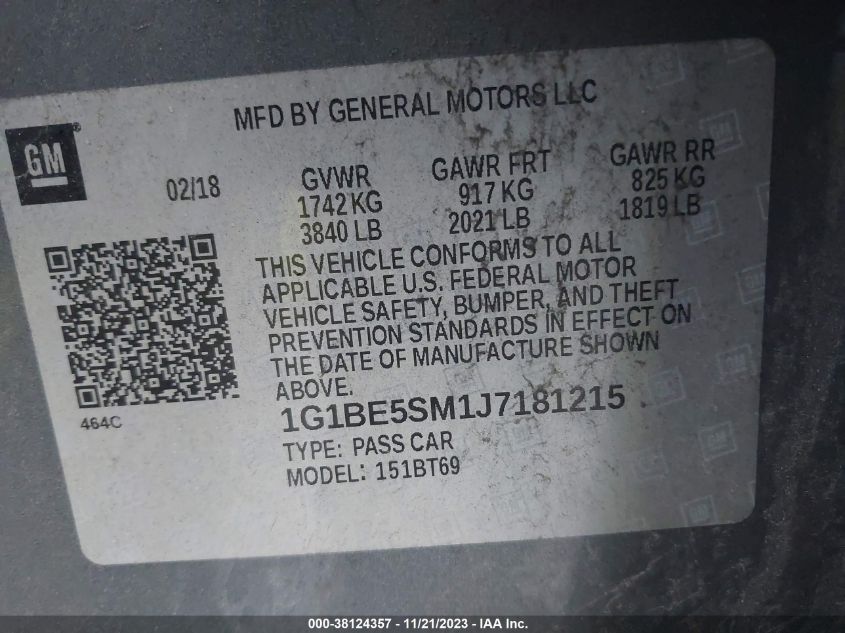 MFD BY GENERAL MOTORS LLC
GM
02/18
GVWR
1742 KG
3840 LB
GAWR FRT
917 KG
2021 LB
GAWR RR
825 KG
1819 LB
THIS VEHICLE CONFORMS TO ALL
APPLICABLE U.S. FEDERAL MOTOR
VEHICLE SAFETY, BUMPER, AND THEFT
PREVENTION STANDARDS IN EFFECT ON
THE DATE OF MANUFACTURE SHOWN
ABOVE.
464C
1G1BE5SM1J7181215
TYPE: PASS CAR
MODEL: 151BT69
000-38124357 - 11/21/2023 - IAA Inc.